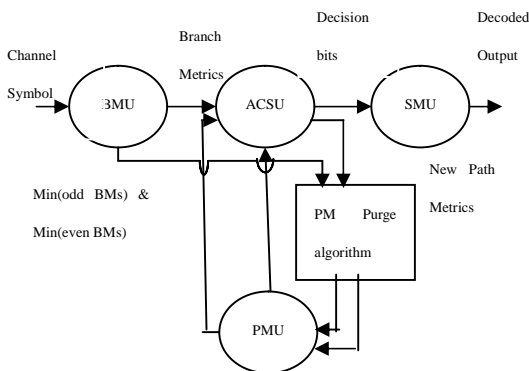 Channel
Symbol
Branch
Metrics
Decision
bits
Decoded
Output
BMU
ACSU
SMU
Min(odd BMs) &
Min(even BMs)
New Path
Metrics
PM Purge
algorithm
PMU